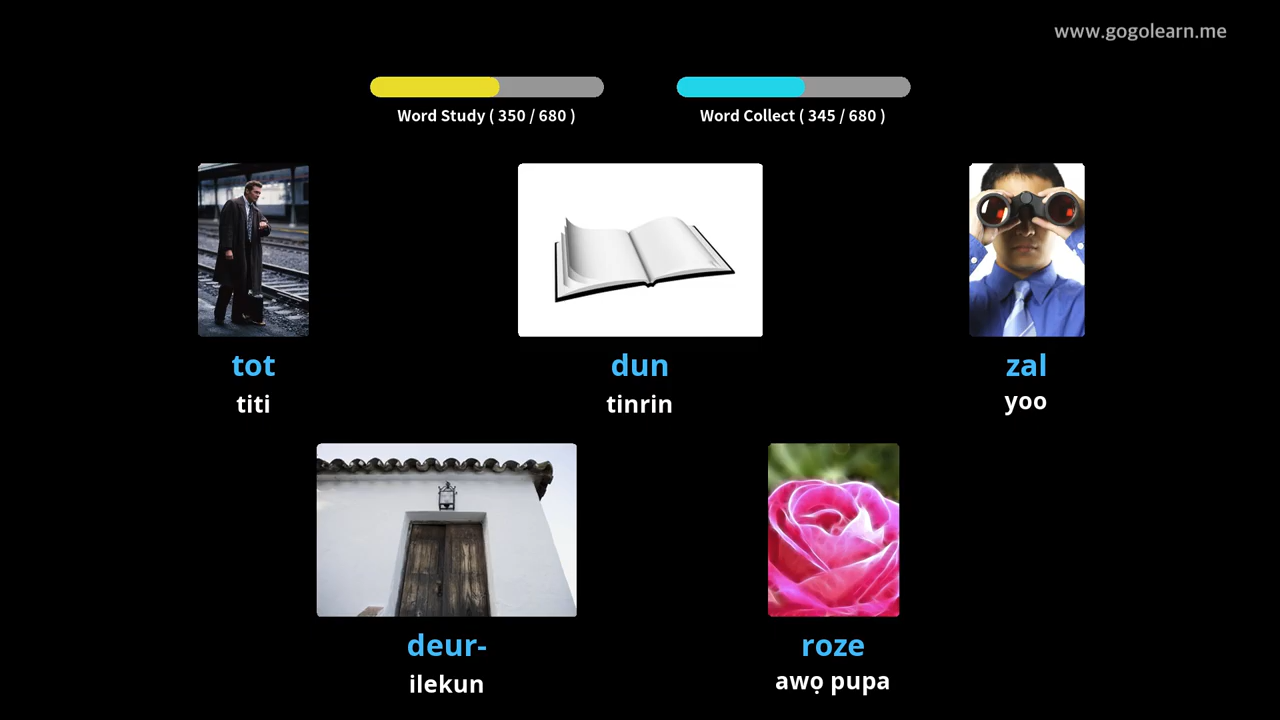 www.gogolearn.me
Word Study ( 350 / 680 )
Word Collect ( 345 / 680 )
tot
titi
dun
tinrin
zal
yoo
deur-
ilekun
roze
awọ pupa